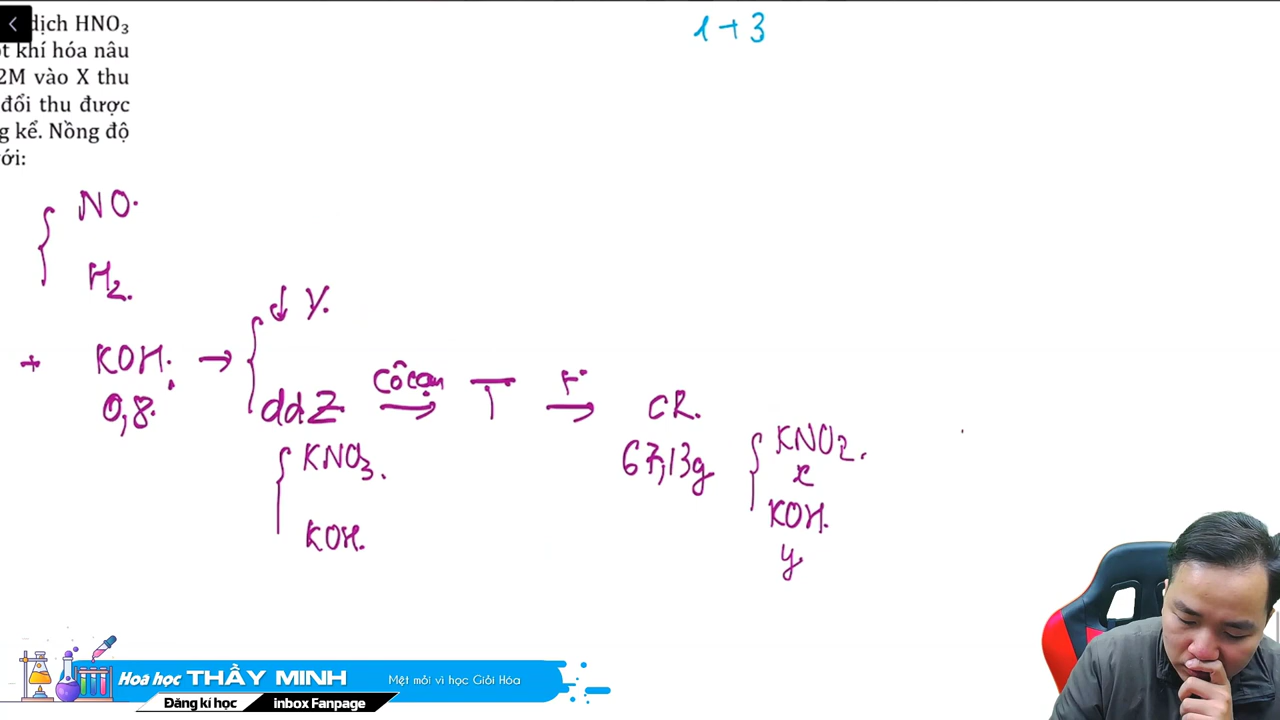 dịch HNO₃
ột khí hóa nâu
2M vào X thu
đổi thu được
g kể. Nồng độ
ới:
1 + 3
NO.
H₂.
↓ Y.
+ KOH. → ddZ. Cô cạn → T t° → CR.
0,8.
KNO₃.
KOH.
67,13g
KNO₂.
x
KOH.
y
Hoá học THẦY MINH
Mệt mỏi vì học Giỏi Hóa
Đăng kí học
inbox Fanpage